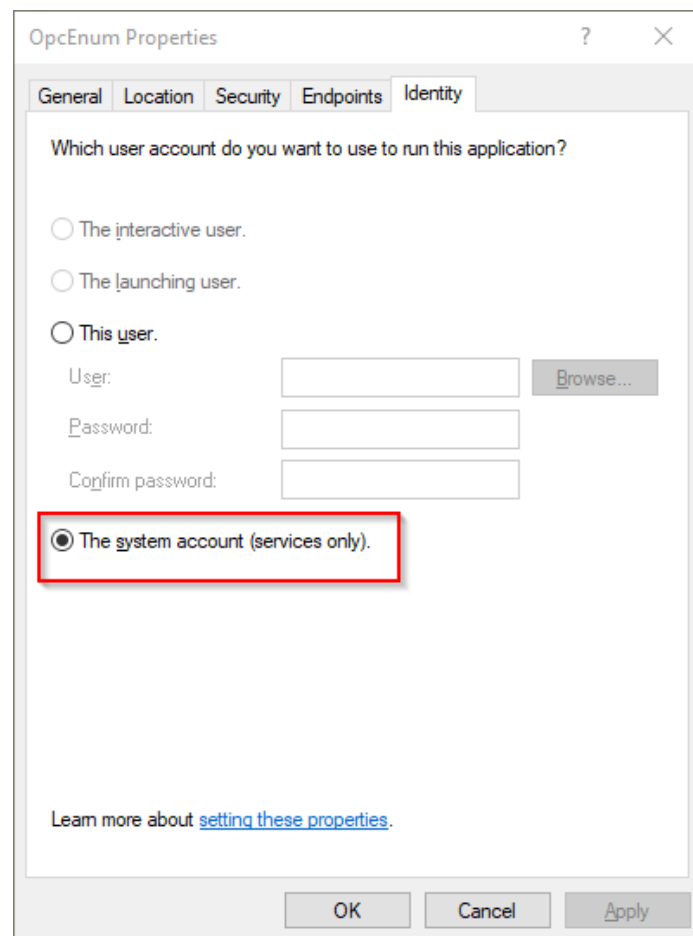 OpcEnum Properties ?
General Location Security Endpoints Identity
Which user account do you want to use to run this application?
The interactive user.
The launching user.
This user.
User: Browse...
Password:
Confirm password:
The system account (services only).
Learn more about setting these properties.
OK Cancel Apply